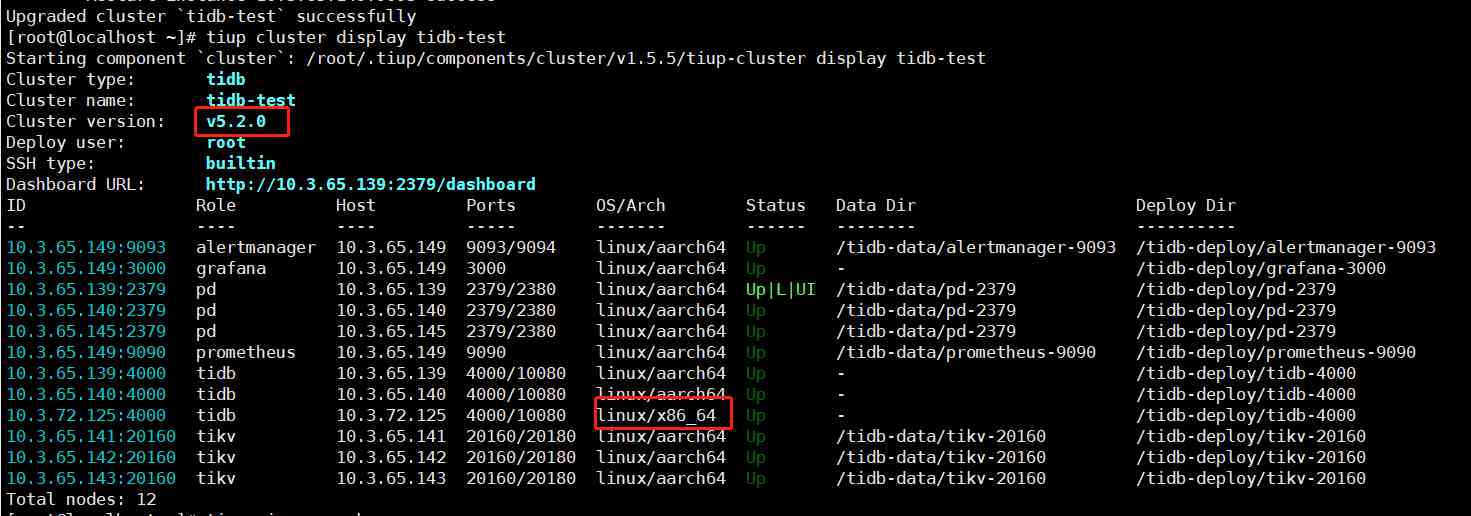 Upgraded cluster `tidb-test` successfully
[root@localhost ~]# tiup cluster display tidb-test
Starting component `cluster`: /root/.tiup/components/cluster/v1.5.5/tiup-cluster display tidb-test
Cluster type:       tidb
Cluster name:       tidb-test
Cluster version:    v5.2.0
Deploy user:        root
SSH type:           builtin
Dashboard URL:      http://10.3.65.139:2379/dashboard
ID                 Role          Host         Ports        OS/Arch        Status   Data Dir                      Deploy Dir
--                 ----          ----         -----        -------        ------   --------                      ----------
10.3.65.149:9093   alertmanager  10.3.65.149  9093/9094    linux/aarch64  Up       /tidb-data/alertmanager-9093  /tidb-deploy/alertmanager-9093
10.3.65.149:3000   grafana       10.3.65.149  3000         linux/aarch64  Up       -                             /tidb-deploy/grafana-3000
10.3.65.139:2379   pd            10.3.65.139  2379/2380    linux/aarch64  Up|L|UI  /tidb-data/pd-2379            /tidb-deploy/pd-2379
10.3.65.140:2379   pd            10.3.65.140  2379/2380    linux/aarch64  Up       /tidb-data/pd-2379            /tidb-deploy/pd-2379
10.3.65.145:2379   pd            10.3.65.145  2379/2380    linux/aarch64  Up       /tidb-data/pd-2379            /tidb-deploy/pd-2379
10.3.65.149:9090   prometheus    10.3.65.149  9090         linux/aarch64  Up       /tidb-data/prometheus-9090    /tidb-deploy/prometheus-9090
10.3.65.139:4000   tidb          10.3.65.139  4000/10080   linux/aarch64  Up       -                             /tidb-deploy/tidb-4000
10.3.65.140:4000   tidb          10.3.65.140  4000/10080   linux/aarch64  Up       -                             /tidb-deploy/tidb-4000
10.3.72.125:4000   tidb          10.3.72.125  4000/10080   linux/x86_64   Up       -                             /tidb-deploy/tidb-4000
10.3.65.141:20160  tikv          10.3.65.141  20160/20180  linux/aarch64  Up       /tidb-data/tikv-20160         /tidb-deploy/tikv-20160
10.3.65.142:20160  tikv          10.3.65.142  20160/20180  linux/aarch64  Up       /tidb-data/tikv-20160         /tidb-deploy/tikv-20160
10.3.65.143:20160  tikv          10.3.65.143  20160/20180  linux/aarch64  Up       /tidb-data/tikv-20160         /tidb-deploy/tikv-20160
Total nodes: 12